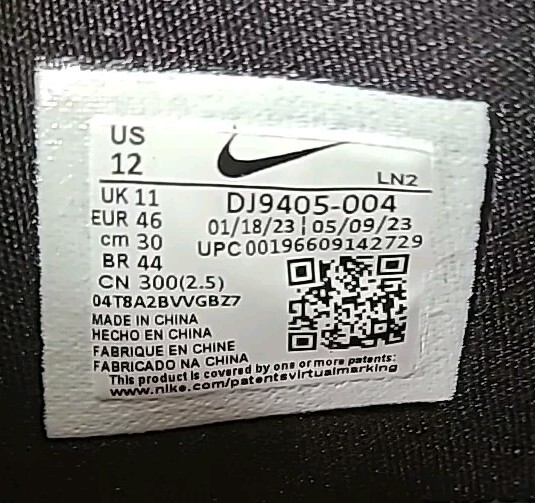 US
12
LN2
UK 11
EUR 46
cm 30
BR 44
CN 300(2.5)
04T8A2BVVGBZ7
DJ9405-004
01/18/23 | 05/09/23
UPC00196609142729
MADE IN CHINA
HECHO EN CHINA
FABRIQUE EN CHINE
FABRICADO NA CHINA
This product is covered by one or more patents:
www.nike.com/patentsvirtualmarking